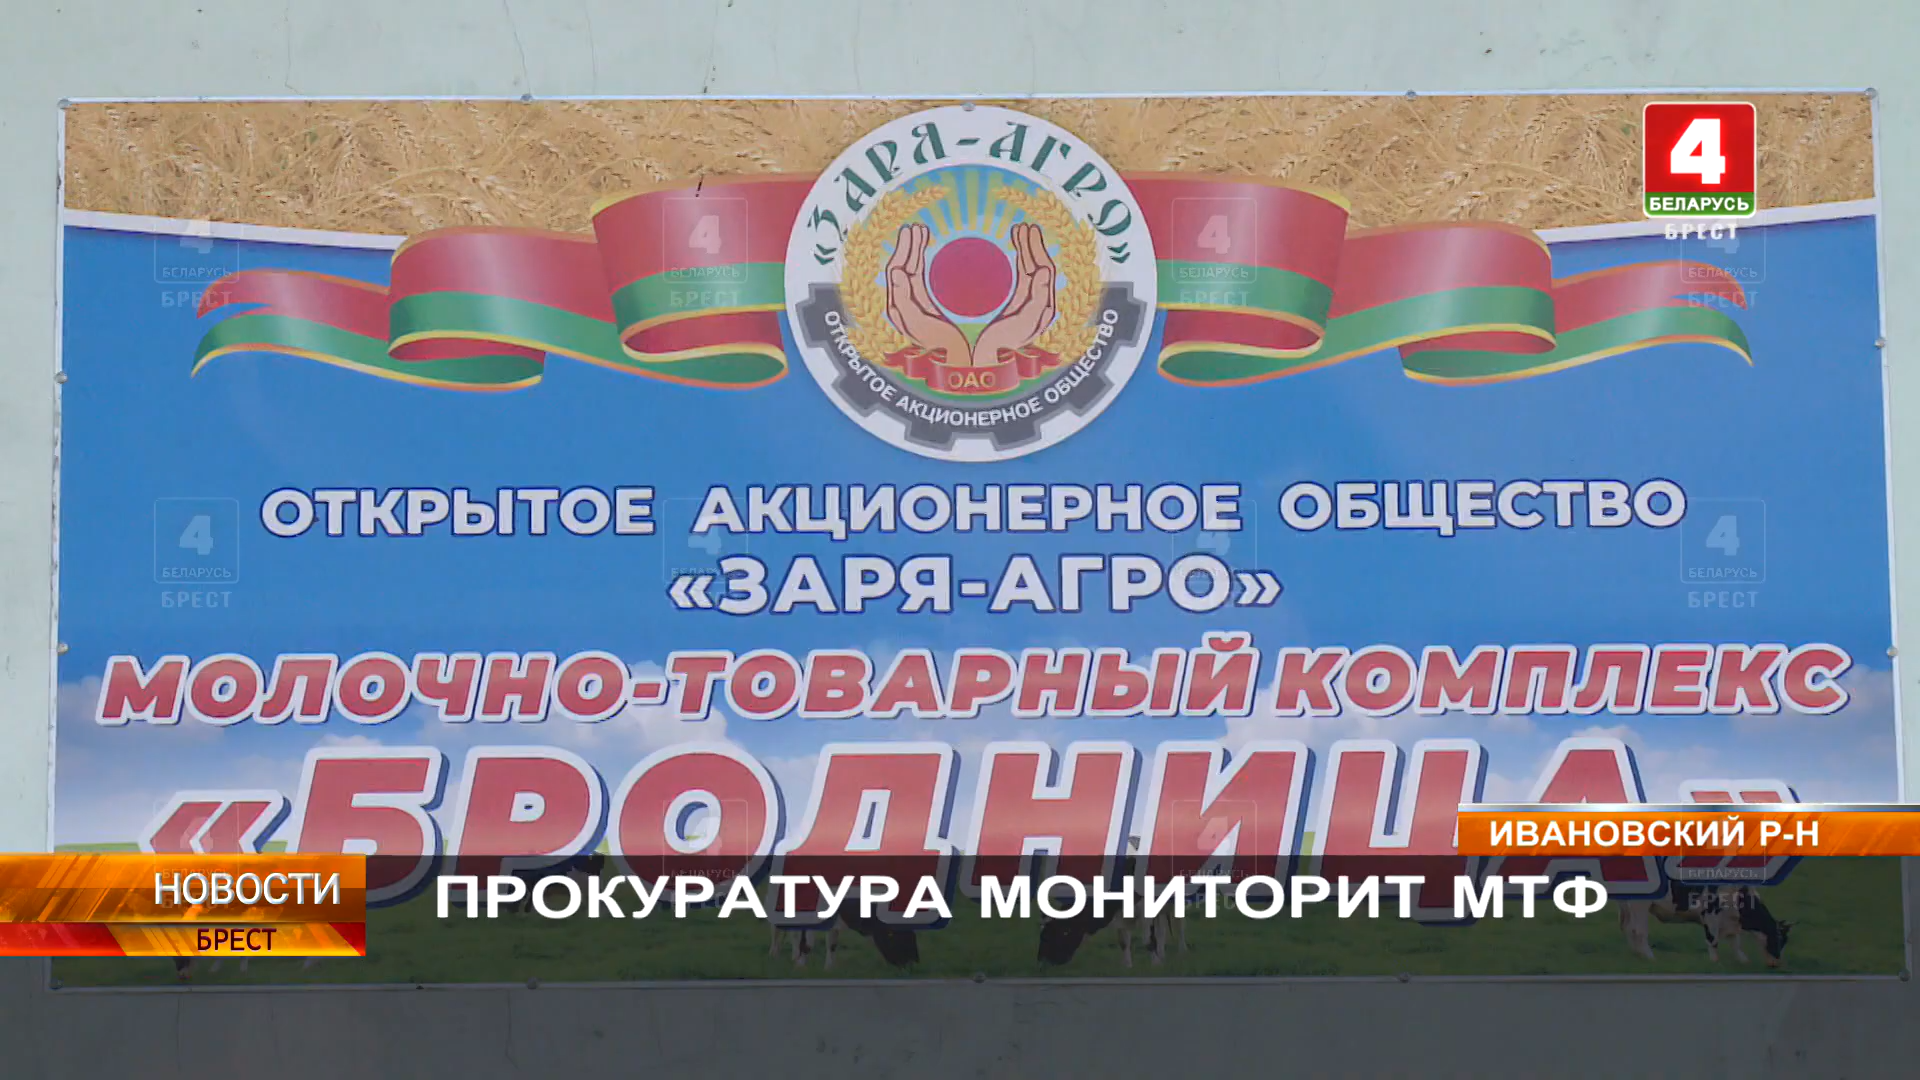 «ЗАРЯ-АГРО»
ОАО
ОТКРЫТОЕ АКЦИОНЕРНОЕ ОБЩЕСТВО
4
БЕЛАРУСЬ
БРЕСТ
ОТКРЫТОЕ АКЦИОНЕРНОЕ ОБЩЕСТВО
«ЗАРЯ-АГРО»
МОЛОЧНО-ТОВАРНЫЙ КОМПЛЕКС
«БРОДНИЦА»
ИВАНОВСКИЙ Р-Н
НОВОСТИ
БРЕСТ
ПРОКУРАТУРА МОНИТОРИТ МТФ